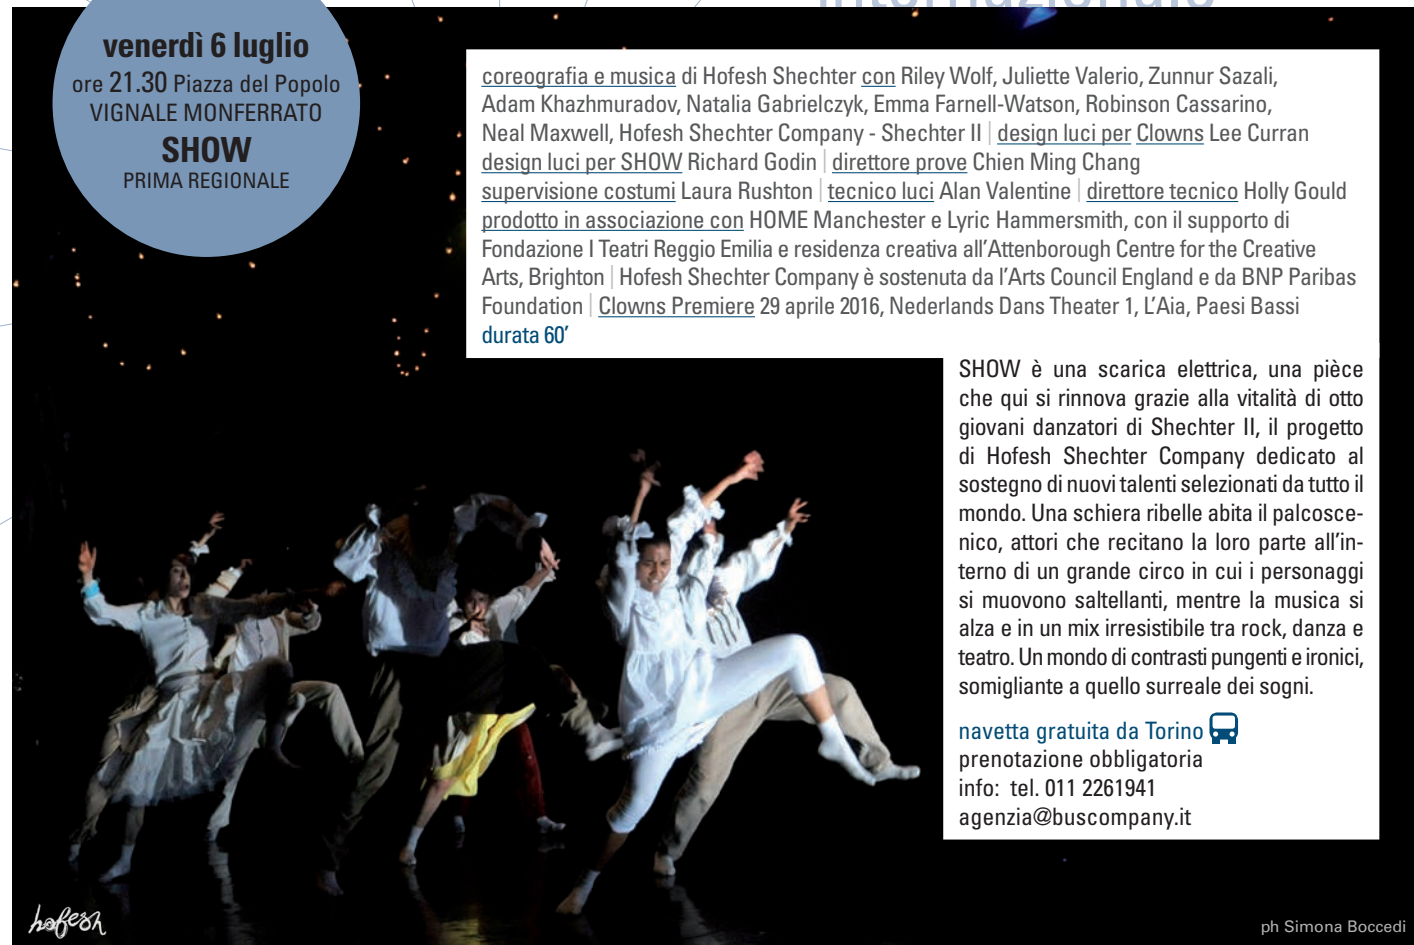 internazionale
venerdì 6 luglio
ore 21.30 Piazza del Popolo
VIGNALE MONFERRATO
SHOW
PRIMA REGIONALE
coreografia e musica di Hofesh Shechter con Riley Wolf, Juliette Valerio, Zunnur Sazali,
Adam Khazhmuradov, Natalia Gabrielczyk, Emma Farnell-Watson, Robinson Cassarino,
Neal Maxwell, Hofesh Shechter Company - Shechter II | design luci per Clowns Lee Curran
design luci per SHOW Richard Godin | direttore prove Chien Ming Chang
supervisione costumi Laura Rushton | tecnico luci Alan Valentine | direttore tecnico Holly Gould
prodotto in associazione con HOME Manchester e Lyric Hammersmith, con il supporto di
Fondazione I Teatri Reggio Emilia e residenza creativa all'Attenborough Centre for the Creative
Arts, Brighton | Hofesh Shechter Company è sostenuta da l'Arts Council England e da BNP Paribas
Foundation | Clowns Premiere 29 aprile 2016, Nederlands Dans Theater 1, L'Aia, Paesi Bassi
durata 60'
SHOW è una scarica elettrica, una pièce
che qui si rinnova grazie alla vitalità di otto
giovani danzatori di Shechter II, il progetto
di Hofesh Shechter Company dedicato al
sostegno di nuovi talenti selezionati da tutto il
mondo. Una schiera ribelle abita il palcosce-
nico, attori che recitano la loro parte all'in-
terno di un grande circo in cui i personaggi
si muovono saltellanti, mentre la musica si
alza e in un mix irresistibile tra rock, danza e
teatro. Un mondo di contrasti pungenti e ironici,
somigliante a quello surreale dei sogni.
navetta gratuita da Torino
prenotazione obbligatoria
info: tel. 011 2261941
agenzia@buscompany.it
hofesh
ph Simona Boccedi